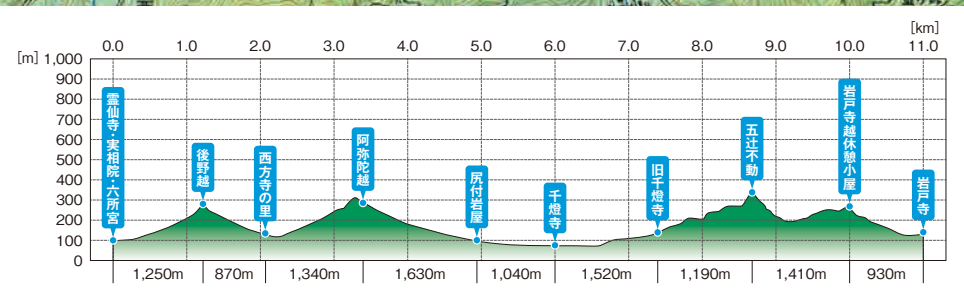 [km]
0.0 1.0 2.0 3.0 4.0 5.0 6.0 7.0 8.0 9.0 10.0 11.0
[m] 1,000
900
800
700
600
500
400
300
200
100
0
霊仙寺・実相院・六所宮
後野越
西方寺の里
阿弥陀越
尻付岩屋
千燈寺
旧千燈寺
五辻不動
岩戸寺越休憩小屋
岩戸寺
1,250m 870m 1,340m 1,630m 1,040m 1,520m 1,190m 1,410m 930m